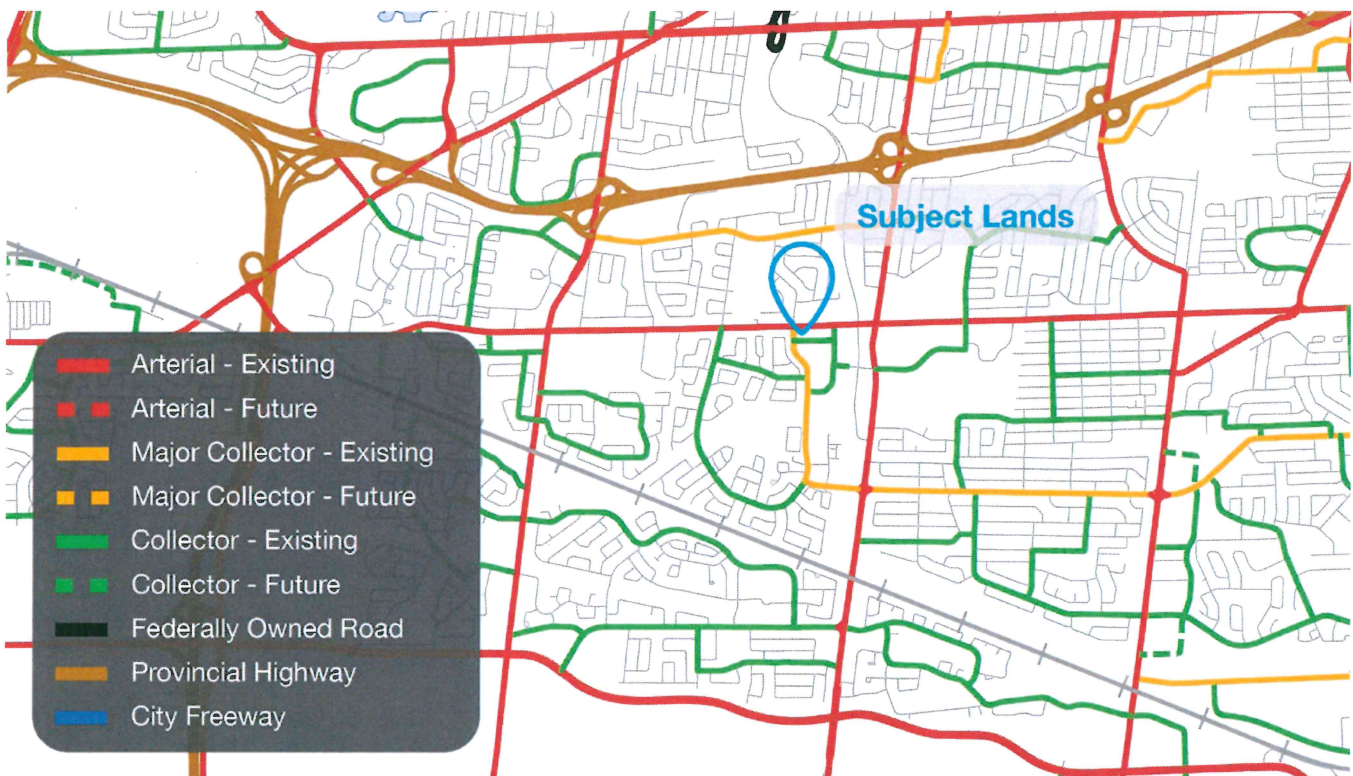 Subject Lands
Arterial - Existing
Arterial - Future
Major Collector - Existing
Major Collector - Future
Collector - Existing
Collector - Future
Federally Owned Road
Provincial Highway
City Freeway